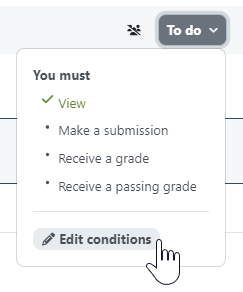 To do
You must
View
Make a submission
Receive a grade
Receive a passing grade
Edit conditions